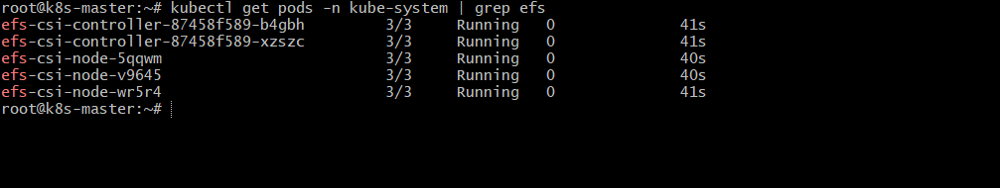 root@k8s-master:~# kubectl get pods -n kube-system | grep efs
efs-csi-controller-87458f589-b4gbh 3/3 Running 0 41s
efs-csi-controller-87458f589-xzszc 3/3 Running 0 41s
efs-csi-node-5qqwm 3/3 Running 0 40s
efs-csi-node-v9645 3/3 Running 0 40s
efs-csi-node-wr5r4 3/3 Running 0 41s
root@k8s-master:~#